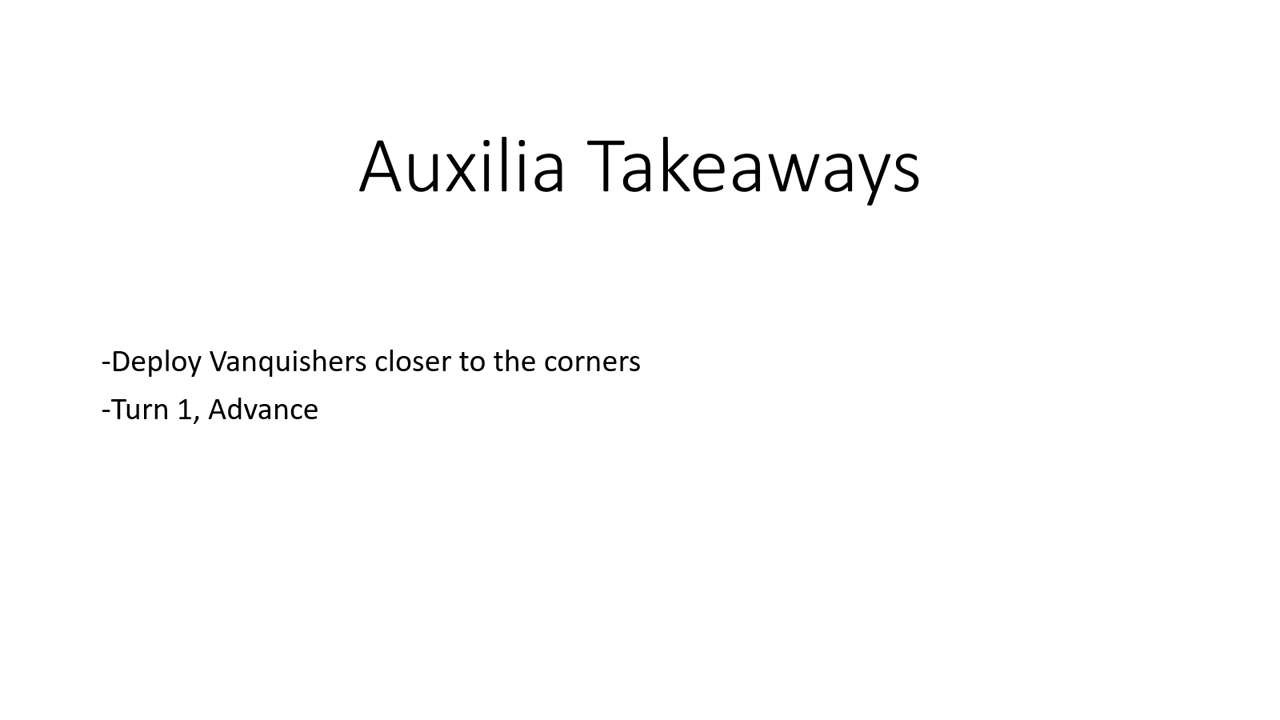 Auxilia Takeaways
-Deploy Vanquishers closer to the corners
-Turn 1, Advance